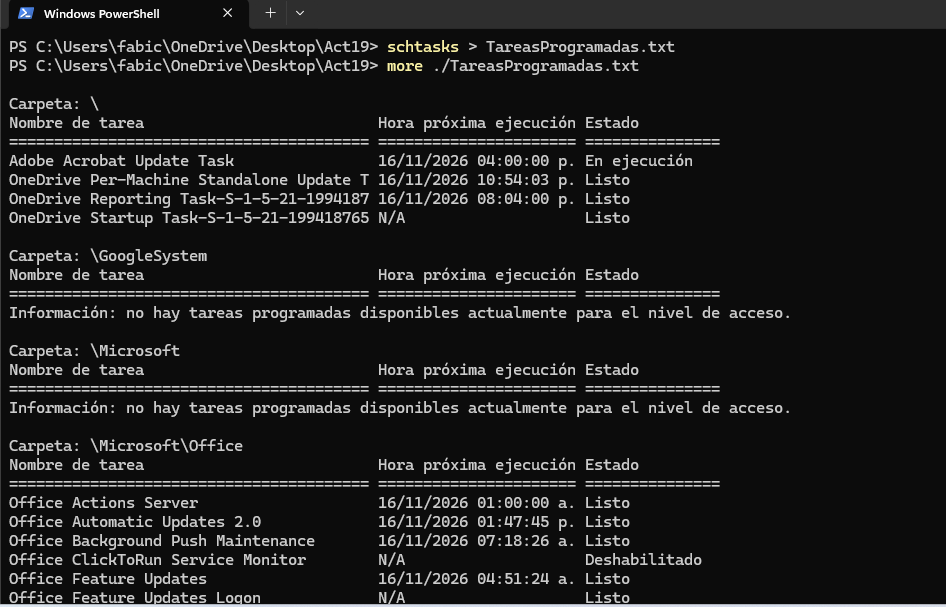 Windows PowerShell
PS C:\Users\fabic\OneDrive\Desktop\Act19> schtasks > TareasProgramadas.txt
PS C:\Users\fabic\OneDrive\Desktop\Act19> more ./TareasProgramadas.txt
Carpeta: \
Nombre de tarea                          Hora próxima ejecución Estado
======================================== ====================== ===============
Adobe Acrobat Update Task                16/11/2026 04:00:00 p. En ejecución
OneDrive Per-Machine Standalone Update T 16/11/2026 10:54:03 p. Listo
OneDrive Reporting Task-S-1-5-21-1994187 16/11/2026 08:04:00 p. Listo
OneDrive Startup Task-S-1-5-21-199418765 N/A                    Listo
Carpeta: \GoogleSystem
Nombre de tarea                          Hora próxima ejecución Estado
======================================== ====================== ===============
Información: no hay tareas programadas disponibles actualmente para el nivel de acceso.
Carpeta: \Microsoft
Nombre de tarea                          Hora próxima ejecución Estado
======================================== ====================== ===============
Información: no hay tareas programadas disponibles actualmente para el nivel de acceso.
Carpeta: \Microsoft\Office
Nombre de tarea                          Hora próxima ejecución Estado
======================================== ====================== ===============
Office Actions Server                    16/11/2026 01:00:00 a. Listo
Office Automatic Updates 2.0             16/11/2026 01:47:45 p. Listo
Office Background Push Maintenance       16/11/2026 07:18:26 a. Listo
Office ClickToRun Service Monitor        N/A                    Deshabilitado
Office Feature Updates                   16/11/2026 04:51:24 a. Listo
Office Feature Updates Logon             N/A                    Listo